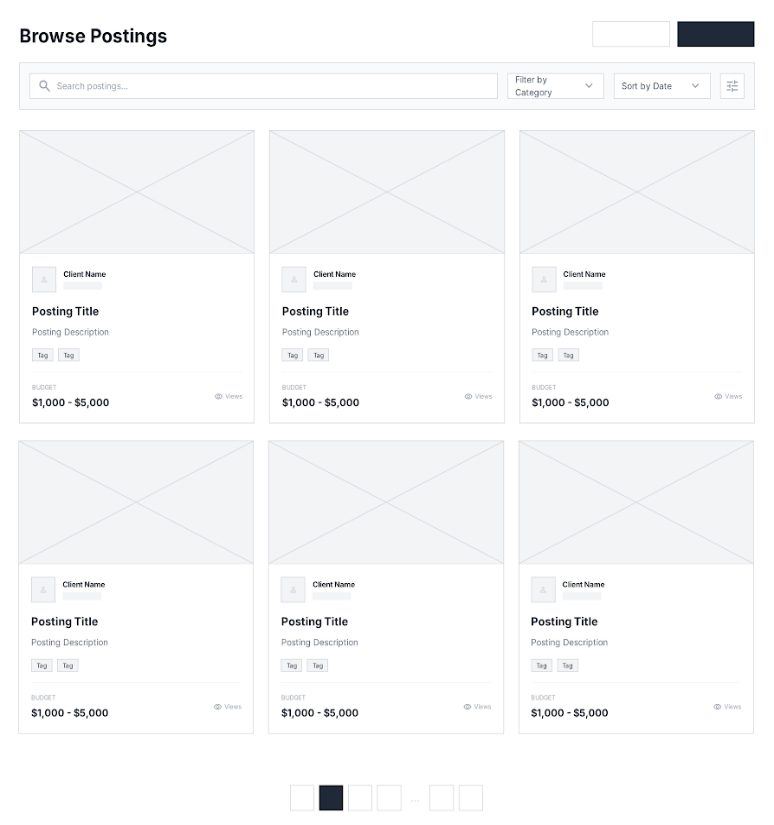 Browse Postings
Search postings...
Filter by
Category
Sort by Date
Client Name
Posting Title
Posting Description
Tag Tag
BUDGET
$1,000 - $5,000
Views
Client Name
Posting Title
Posting Description
Tag Tag
BUDGET
$1,000 - $5,000
Views
Client Name
Posting Title
Posting Description
Tag Tag
BUDGET
$1,000 - $5,000
Views
Client Name
Posting Title
Posting Description
Tag Tag
BUDGET
$1,000 - $5,000
Views
Client Name
Posting Title
Posting Description
Tag Tag
BUDGET
$1,000 - $5,000
Views
Client Name
Posting Title
Posting Description
Tag Tag
BUDGET
$1,000 - $5,000
Views
...